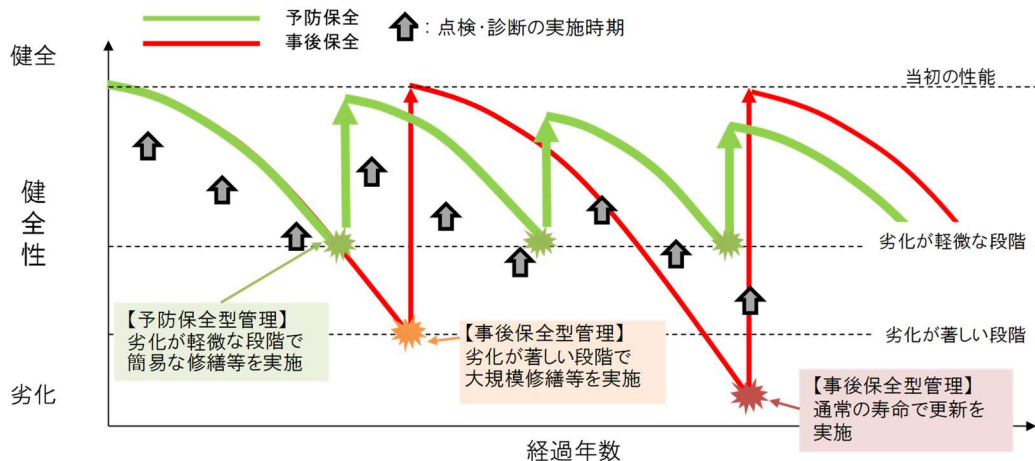 予防保全
事後保全
：点検・診断の実施時期
健全
当初の性能
健全性
劣化が軽微な段階
【予防保全型管理】
劣化が軽微な段階で
簡易な修繕等を実施
【事後保全型管理】
劣化が著しい段階で
大規模修繕等を実施
劣化が著しい段階
劣化
【事後保全型管理】
通常の寿命で更新を
実施
経過年数